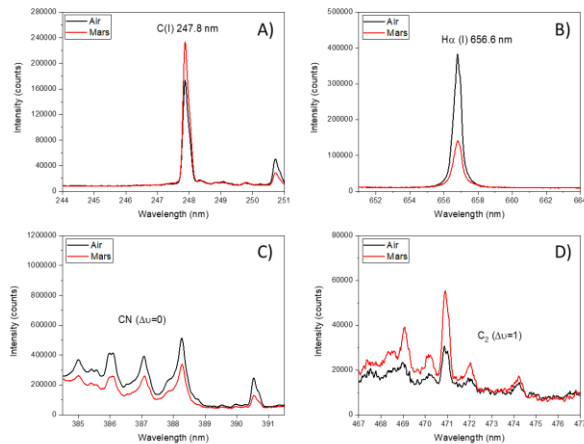 280000
240000
200000
160000
120000
80000
40000
0
Intensity (counts)
Air
Mars
C(I) 247.8 nm
A)
244 245 246 247 248 249 250 251
Wavelength (nm)
500000
400000
300000
200000
100000
0
Intensity (counts)
Air
Mars
Hα (I) 656.6 nm
B)
652 654 656 658 660 662 664
Wavelength (nm)
1200000
1000000
800000
600000
400000
200000
0
Intensity (counts)
Air
Mars
C)
CN (Δυ=0)
385 386 387 388 389 390 391
Wavelength (nm)
80000
60000
40000
20000
0
Intensity (counts)
Air
Mars
D)
C₂ (Δυ=1)
467 468 469 470 471 472 473 474 475 476
Wavelength (nm)